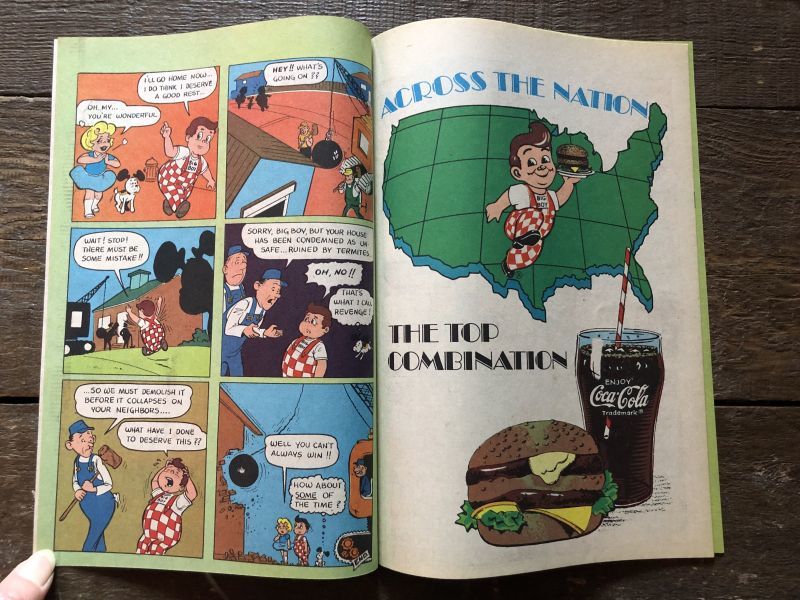 I'LL GO HOME NOW...
I DO THINK I DESERVE
A GOOD REST...
OH, MY...
YOU'RE WONDERFUL
BIG
BOY
HEY!! WHAT'S
GOING ON ??
WAIT! STOP!
THERE MUST BE
SOME MISTAKE!!
SORRY, BIG BOY, BUT YOUR HOUSE
HAS BEEN CONDEMNED AS UN-
SAFE...RUINED BY TERMITES
OH, NO!!
THAT'S
WHAT I CALL
REVENGE!
...SO WE MUST DEMOLISH IT
BEFORE IT COLLAPSES ON
YOUR NEIGHBORS....
WHAT HAVE I DONE
TO DESERVE THIS ??
WELL YOU CAN'T
ALWAYS WIN !!
HOW ABOUT
SOME OF
THE TIME ?
END
ACROSS THE NATION
BIG
BOY
THE TOP
COMBINATION
ENJOY
Coca-Cola
Trademark ®